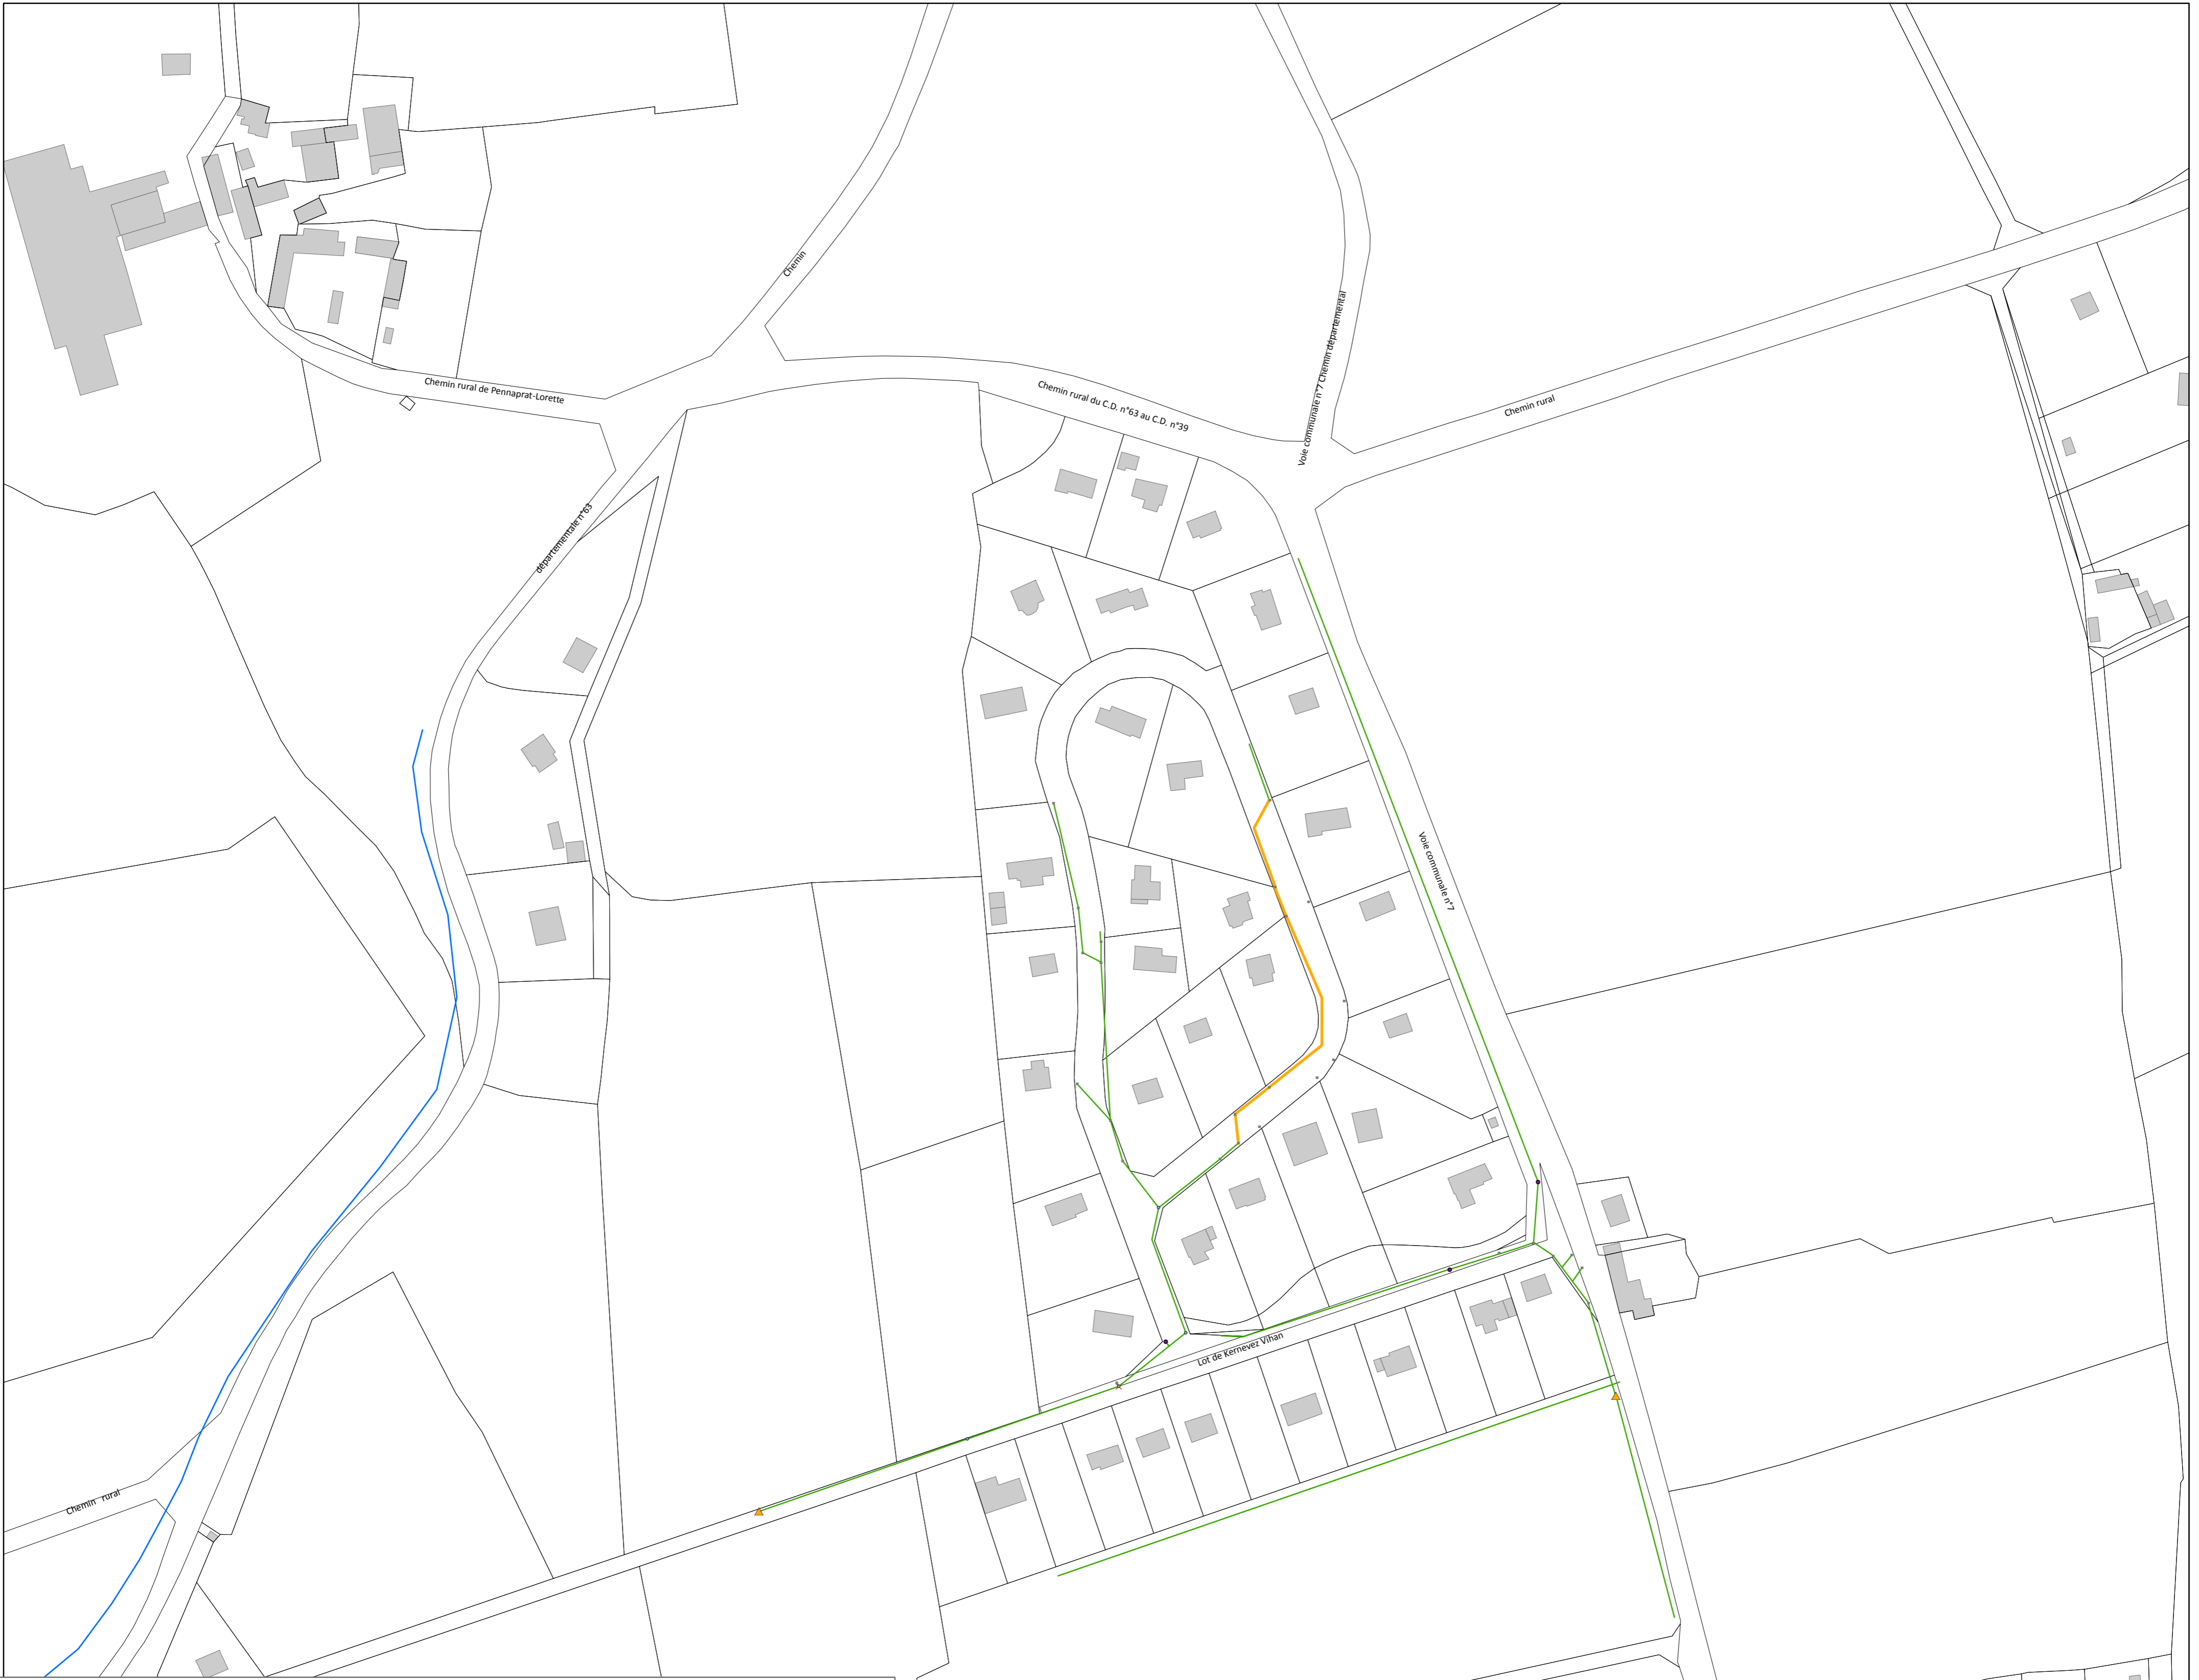 Chemin
Chemin rural de Pennaprat-Lorette
Chemin rural du C.D. n°63 au C.D. n°39
Voie communale n°7 Chemin départemental
Chemin rural
départementale n°63
Voie communale n°7
Lot de Kernevez Vihan
Chemin rural